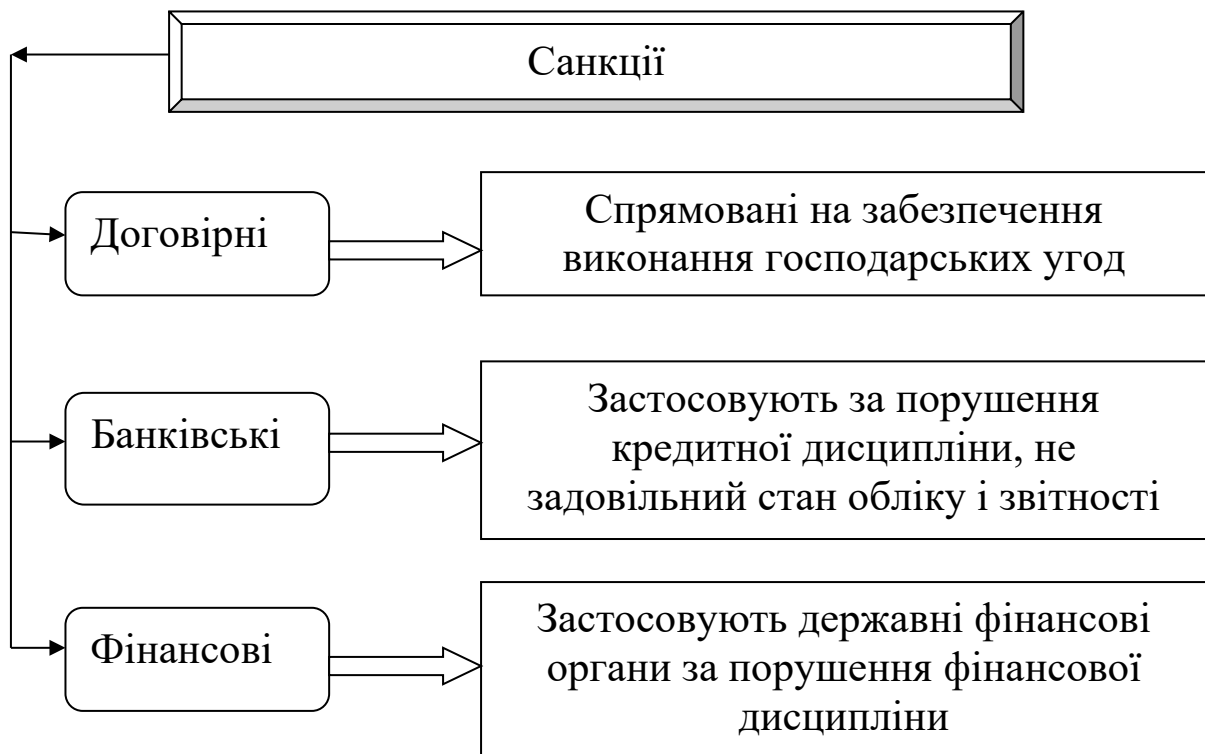 Санкції
Договірні
Спрямовані на забезпечення
виконання господарських угод
Банківські
Застосовують за порушення
кредитної дисципліни, не
задовільний стан обліку і звітності
Фінансові
Застосовують державні фінансові
органи за порушення фінансової
дисципліни